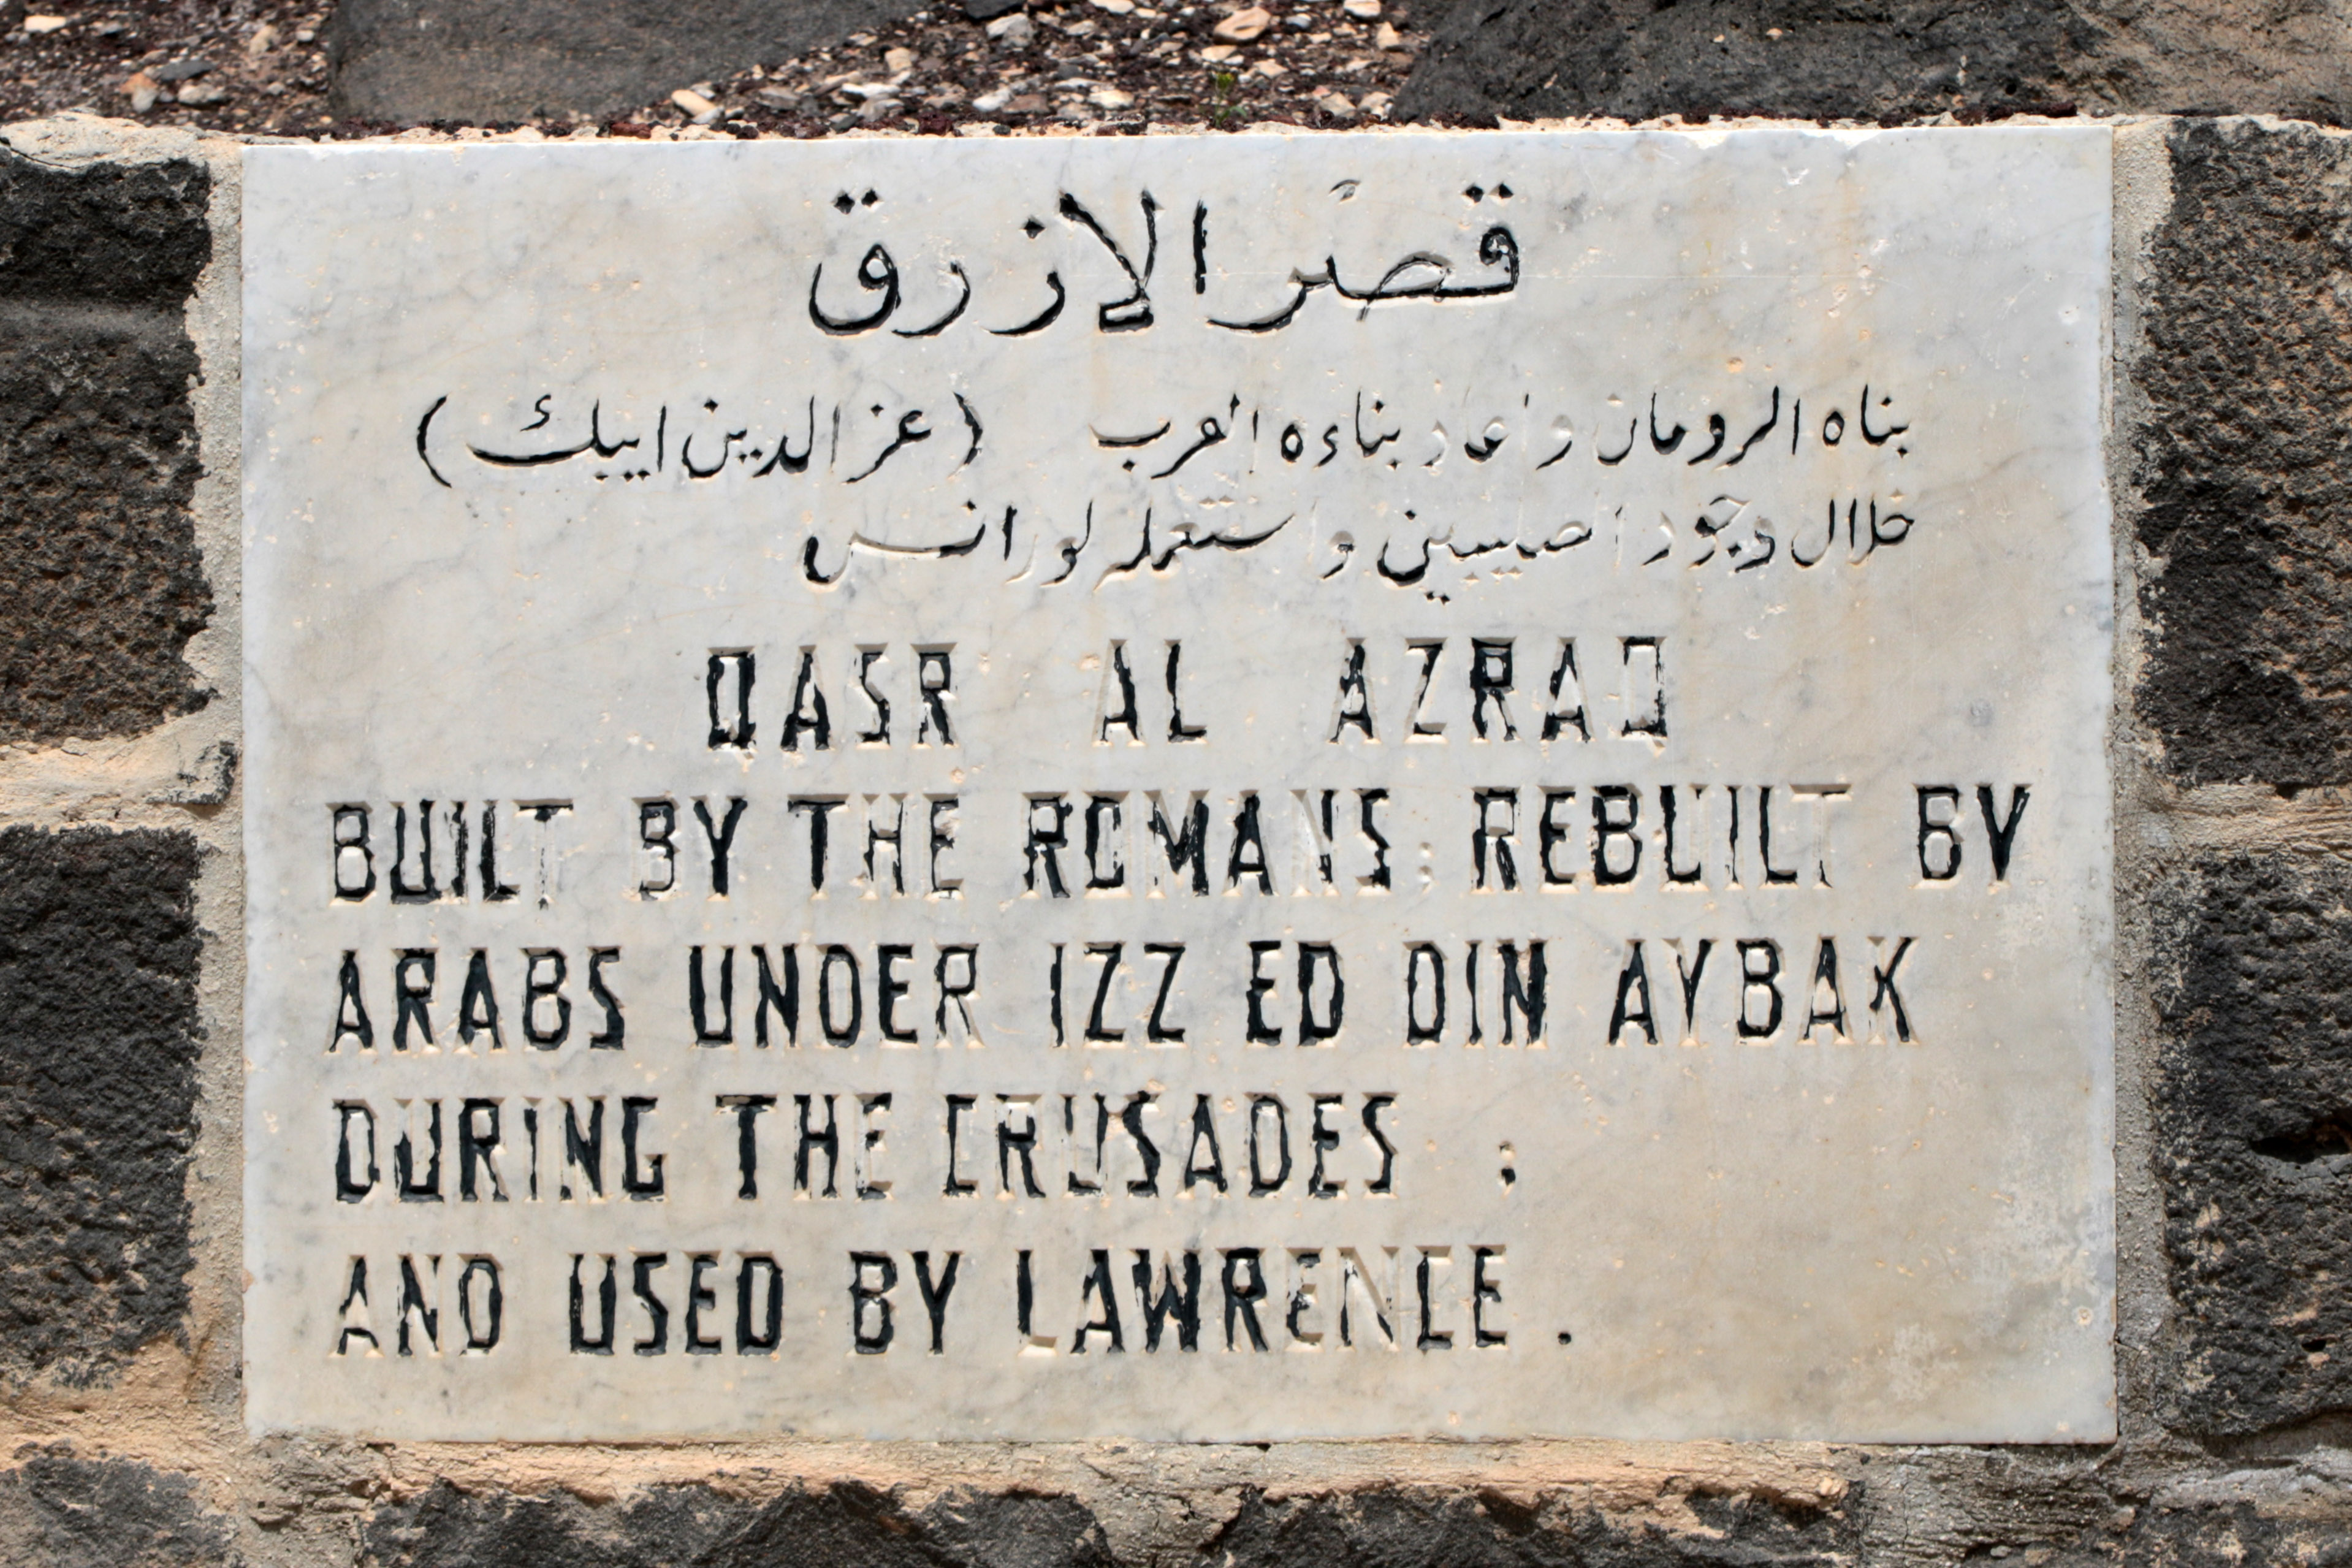 قصر الازرق
بناه الرومان واعاد بناءه العرب (عز الدين ايبك)
خلال وجود الصليبين واستعمله لورانس
QASR AL AZRAQ
BUILT BY THE ROMANS : REBUILT BY
ARABS UNDER IZZ ED DIN AYBAK
DURING THE CRUSADES ;
AND USED BY LAWRENCE .